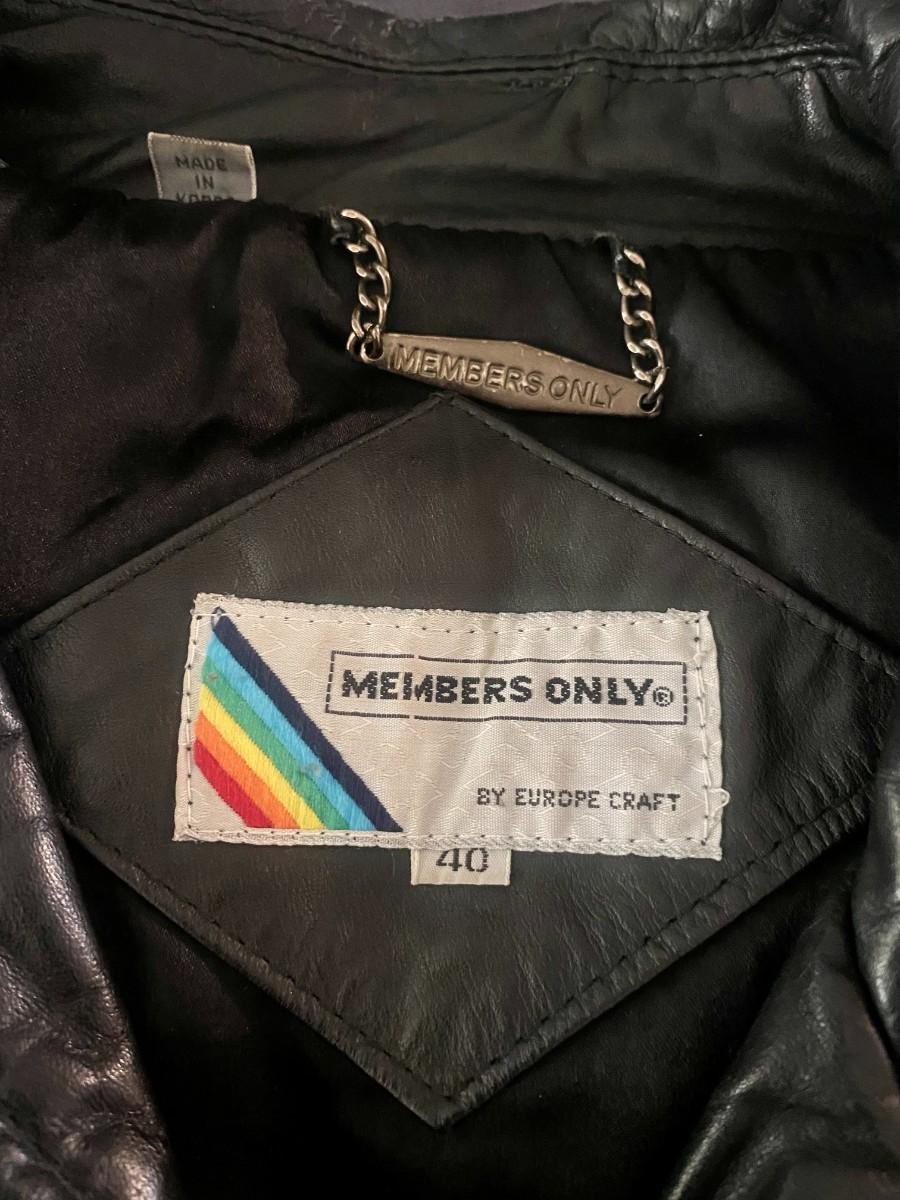 MADE
IN
MEMBERS ONLY
MEMBERS ONLY®
BY EUROPE CRAFT
40